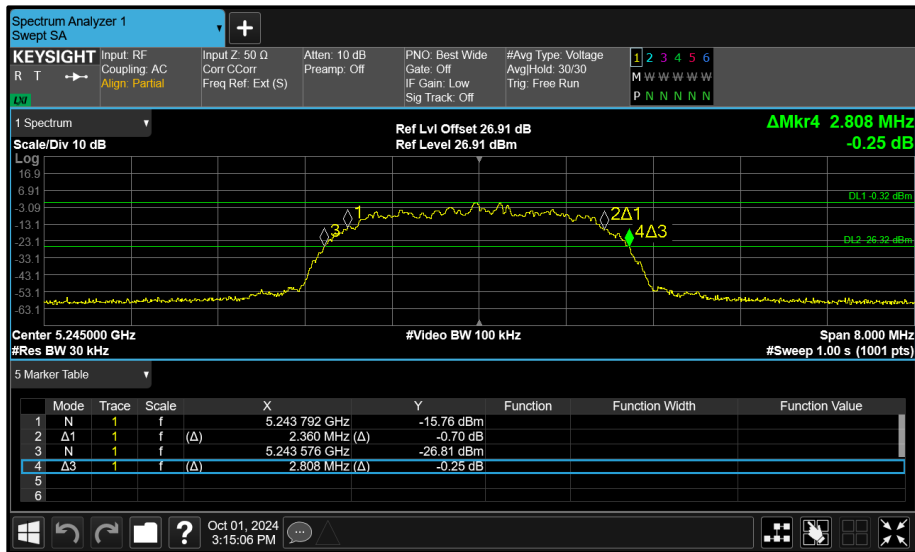 Spectrum Analyzer 1
Swept SA
+
KEYSIGHT Input: RF Input Z: 50 Ω Atten: 10 dB PNO: Best Wide #Avg Type: Voltage 1 2 3 4 5 6
R T Coupling: AC Corr CCorr Preamp: Off Gate: Off Avg|Hold: 30/30 M W W W W W
Align: Partial Freq Ref: Ext (S) IF Gain: Low Trig: Free Run
LXI Sig Track: Off P N N N N N
1 Spectrum Ref Lvl Offset 26.91 dB ΔMkr4 2.808 MHz
Scale/Div 10 dB Ref Level 26.91 dBm -0.25 dB
Log
16.9
6.91
DL1 -0.32 dBm
-3.09
1 2Δ1
-13.1
3 4Δ3
-23.1 DL2 -26.32 dBm
-33.1
-43.1
-53.1
-63.1
Center 5.245000 GHz #Video BW 100 kHz Span 8.000 MHz
#Res BW 30 kHz #Sweep 1.00 s (1001 pts)
5 Marker Table
Mode Trace Scale X Y Function Function Width Function Value
1 N 1 f 5.243 792 GHz -15.76 dBm
2 Δ1 1 f (Δ) 2.360 MHz (Δ) -0.70 dB
3 N 1 f 5.243 576 GHz -26.81 dBm
4 Δ3 1 f (Δ) 2.808 MHz (Δ) -0.25 dB
5
6
? Oct 01, 2024
3:15:06 PM